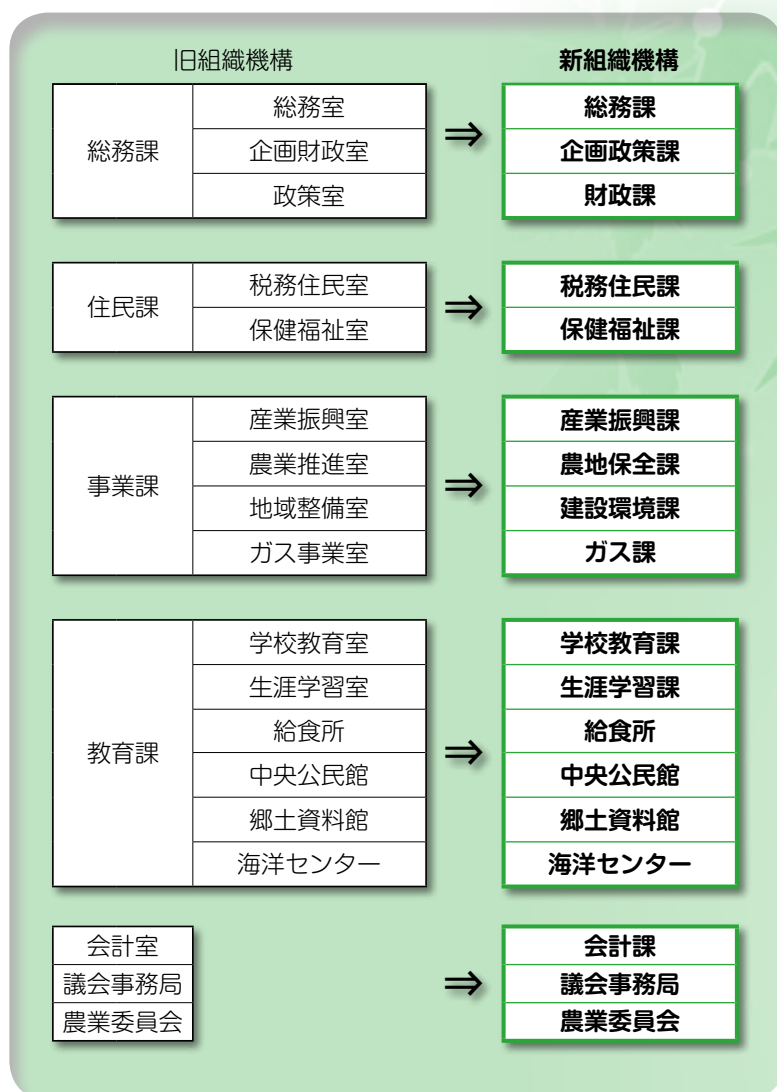 旧組織機構 ⇒ 新組織機構
総務課 総務室 ⇒ 総務課
企画財政室 企画政策課
政策室 財政課
住民課 税務住民室 ⇒ 税務住民課
保健福祉室 保健福祉課
事業課 産業振興室 ⇒ 産業振興課
農業推進室 農地保全課
地域整備室 建設環境課
ガス事業室 ガス課
教育課 学校教育室 ⇒ 学校教育課
生涯学習室 生涯学習課
給食所 給食所
中央公民館 中央公民館
郷土資料館 郷土資料館
海洋センター 海洋センター
会計室 会計課
議会事務局 ⇒ 議会事務局
農業委員会 農業委員会